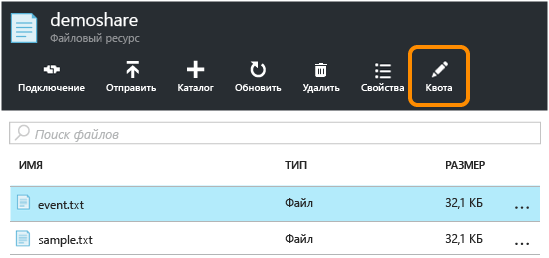 demoshare
Файловый ресурс
Подключение Отправить Каталог Обновить Удалить Свойства Квота
Поиск файлов
ИМЯ ТИП РАЗМЕР
event.txt Файл 32,1 КБ ...
sample.txt Файл 32,1 КБ ...